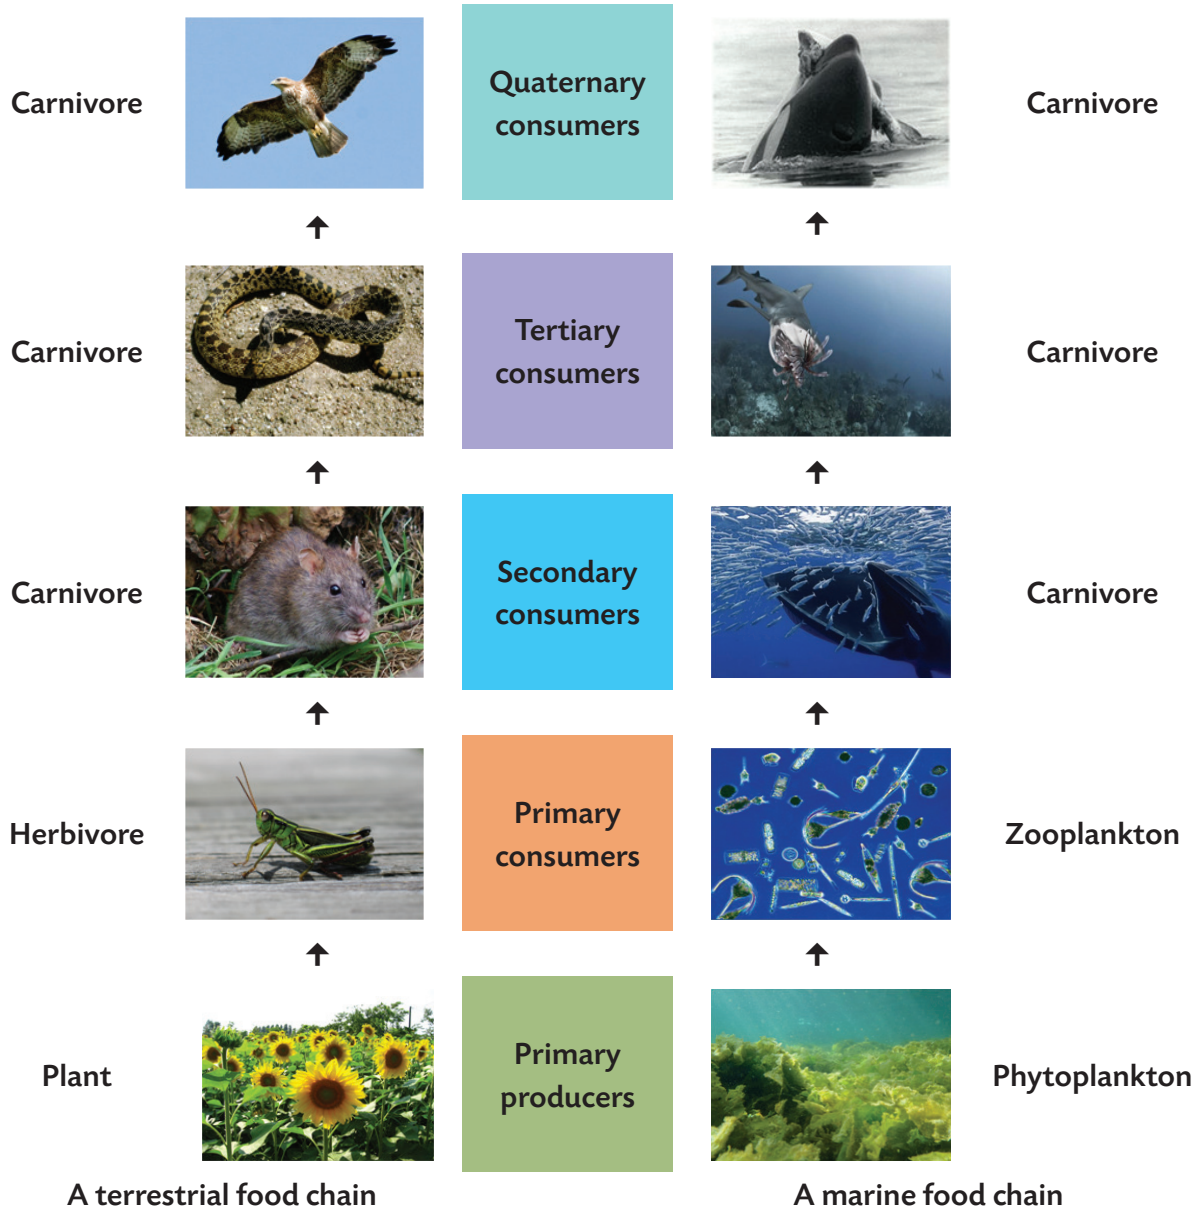 Carnivore
Quaternary
consumers
Carnivore
Carnivore
Tertiary
consumers
Carnivore
Carnivore
Secondary
consumers
Carnivore
Herbivore
Primary
consumers
Zooplankton
Plant
Primary
producers
Phytoplankton
A terrestrial food chain
A marine food chain